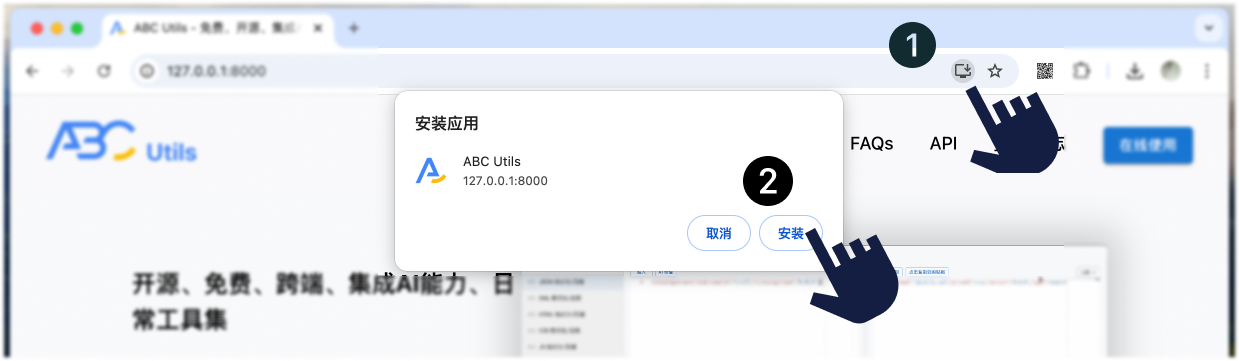 ABC Utils - 免费、开源、集成
127.0.0.1:8000
1
安装应用
ABC Utils
127.0.0.1:8000
2
取消
安装
ABC Utils
FAQs
API
志
在线使用
开源、免费、跨端、集成AI能力、日
常工具集